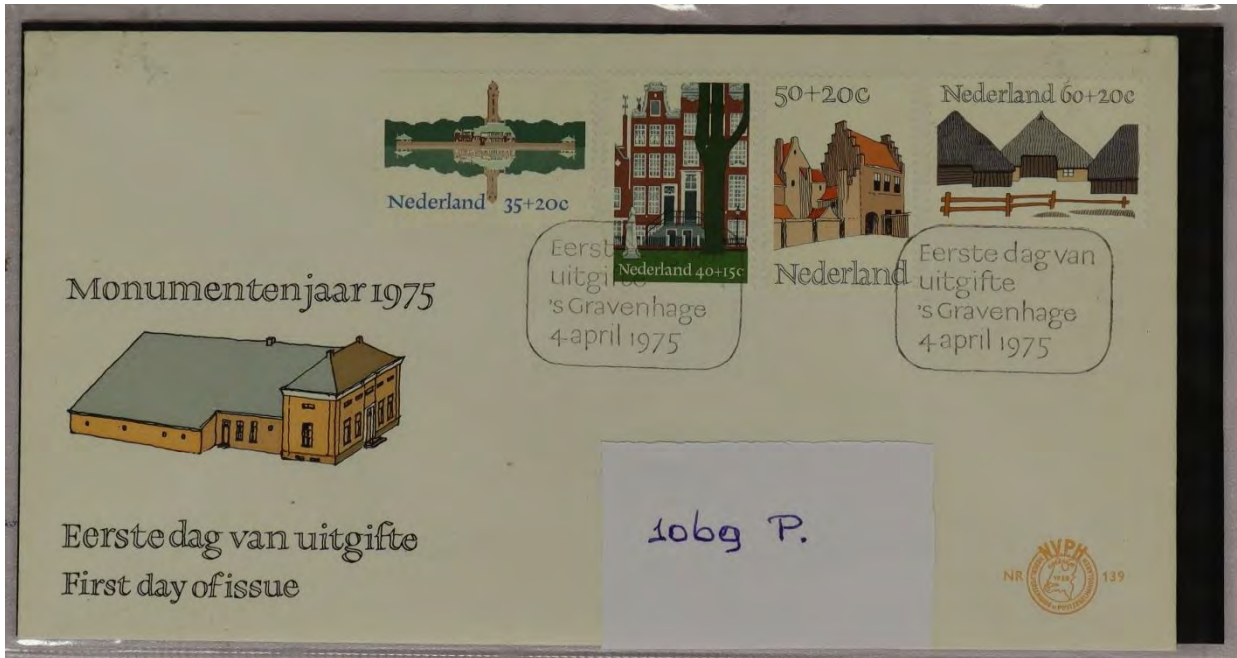 50+20c
Nederland 60+20c
Nederland 35+20c
Nederland 40+15c
Nederland
Eerst
uitgifte
's Gravenhage
4 april 1975
Eerste dag van
uitgifte
's Gravenhage
4 april 1975
Monumentenjaar 1975
Eerste dag van uitgifte
First day of issue
1069 P.
NVPH
NR 139